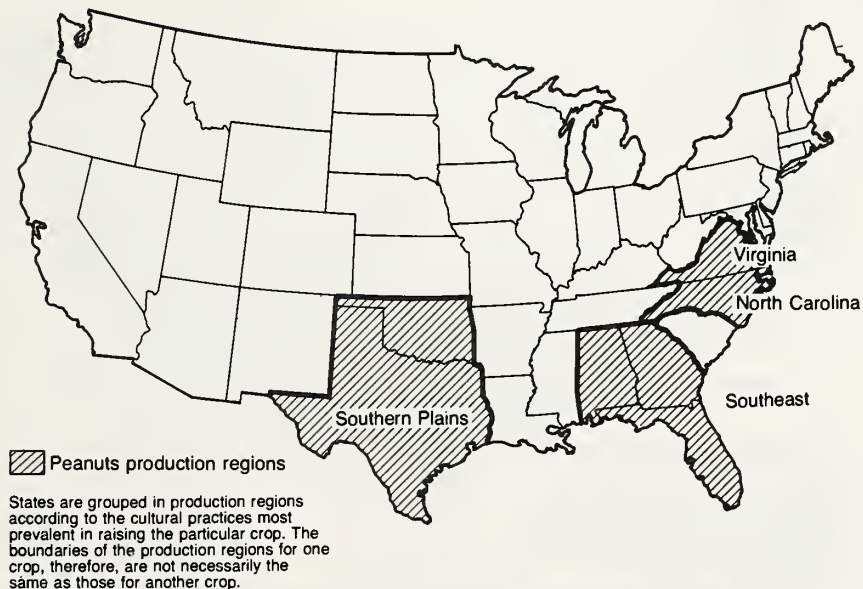 Virginia
North Carolina
Southeast
Southern Plains
Peanuts production regions
States are grouped in production regions
according to the cultural practices most
prevalent in raising the particular crop. The
boundaries of the production regions for one
crop, therefore, are not necessarily the
same as those for another crop.